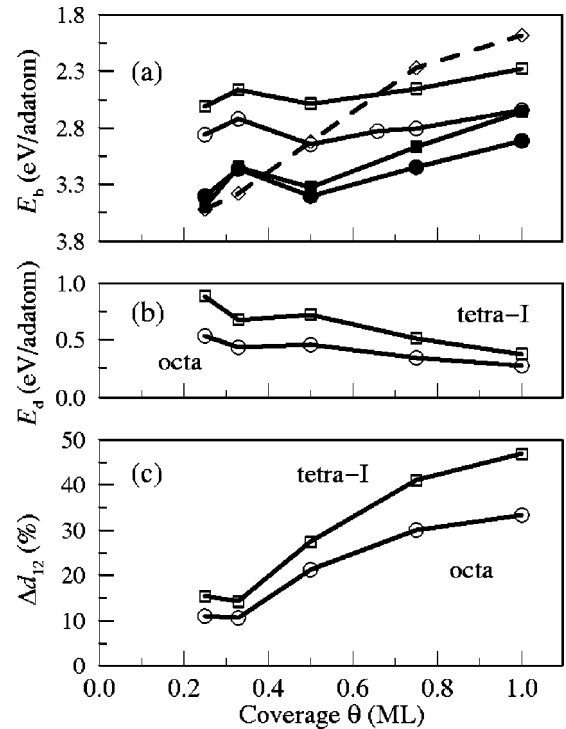 1.8
2.3
2.8
3.3
3.8
E_b (eV/adatom)
(a)
1.0
0.5
0.0
E_d (eV/adatom)
(b)
tetra-I
octa
50
40
30
20
10
0
Δd_12 (%)
(c)
tetra-I
octa
0.0 0.2 0.4 0.6 0.8 1.0
Coverage θ (ML)